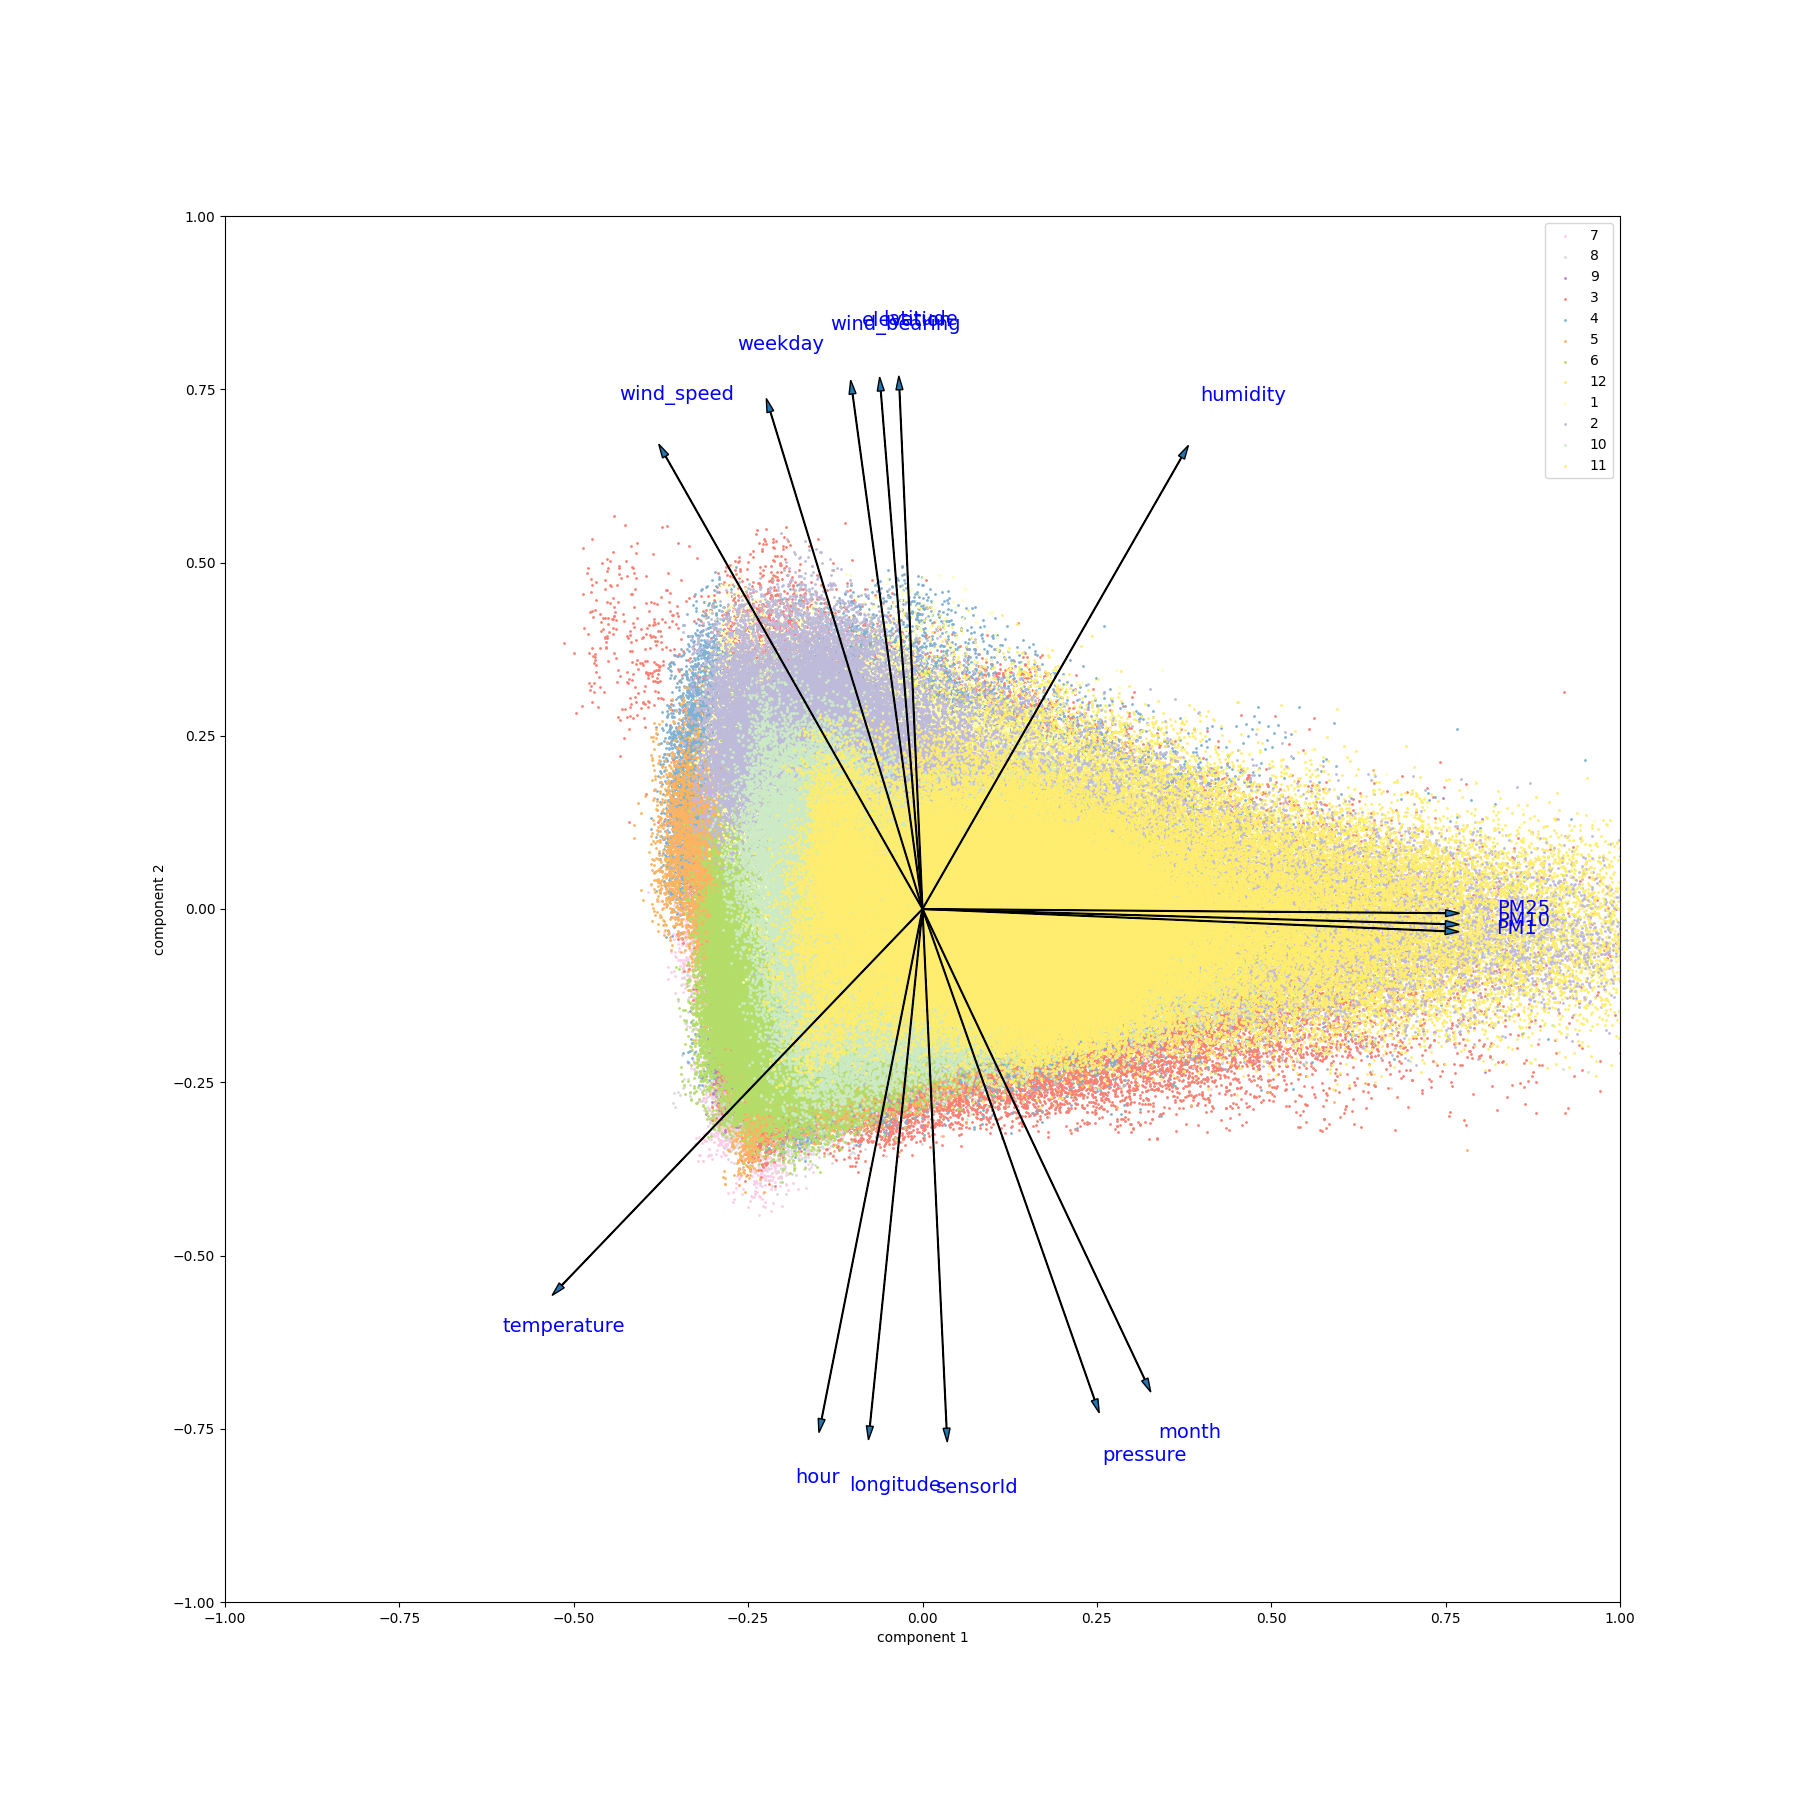 1.00
0.75
0.50
0.25
0.00
−0.25
−0.50
−0.75
−1.00
component 2
−1.00
−0.75
−0.50
−0.25
0.00
0.25
0.50
0.75
1.00
component 1
7
8
9
3
4
5
6
12
1
2
10
11
elevation
latitude
wind_bearing
weekday
wind_speed
humidity
PM25
PM10
PM1
temperature
month
pressure
hour
longitude
sensorId